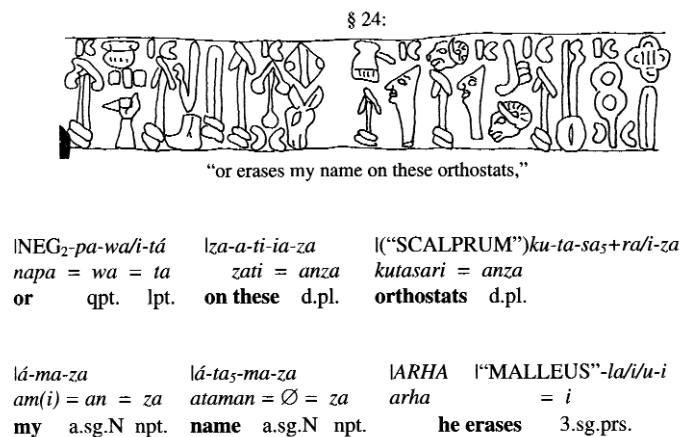 § 24:
“or erases my name on these orthostats,”
|NEG₂-pa-wa/i-tá |za-a-ti-ia-za |(“SCALPRUM”)ku-ta-sa₅+ra/i-za
napa = wa = ta zati = anza kutasari = anza
or qpt. lpt. on these d.pl. orthostats d.pl.
|á-ma-za |á-ta₅-ma-za |ARHA |“MALLEUS”-la/i/u-i
am(i) = an = za ataman = Ø = za arha = i
my a.sg.N npt. name a.sg.N npt. he erases 3.sg.prs.